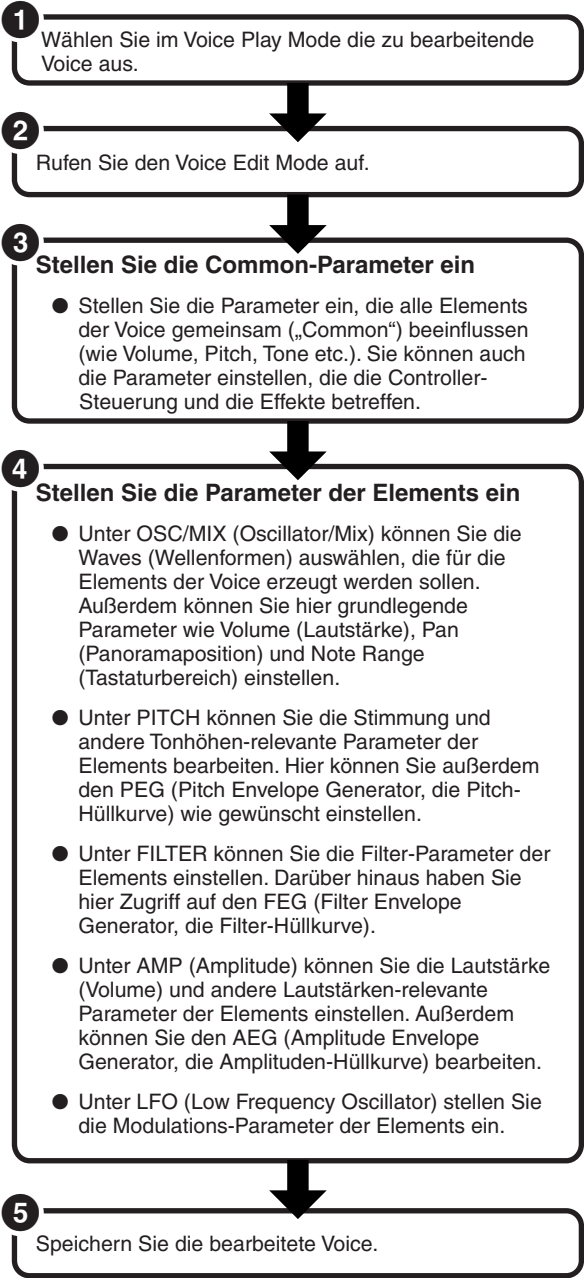 1
Wählen Sie im Voice Play Mode die zu bearbeitende
Voice aus.
2
Rufen Sie den Voice Edit Mode auf.
3
Stellen Sie die Common-Parameter ein
● Stellen Sie die Parameter ein, die alle Elements
der Voice gemeinsam („Common“) beeinflussen
(wie Volume, Pitch, Tone etc.). Sie können auch
die Parameter einstellen, die die Controller-
Steuerung und die Effekte betreffen.
4
Stellen Sie die Parameter der Elements ein
● Unter OSC/MIX (Oscillator/Mix) können Sie die
Waves (Wellenformen) auswählen, die für die
Elements der Voice erzeugt werden sollen.
Außerdem können Sie hier grundlegende
Parameter wie Volume (Lautstärke), Pan
(Panoramaposition) und Note Range
(Tastaturbereich) einstellen.
● Unter PITCH können Sie die Stimmung und
andere Tonhöhen-relevante Parameter der
Elements bearbeiten. Hier können Sie außerdem
den PEG (Pitch Envelope Generator, die Pitch-
Hüllkurve) wie gewünscht einstellen.
● Unter FILTER können Sie die Filter-Parameter der
Elements einstellen. Darüber hinaus haben Sie
hier Zugriff auf den FEG (Filter Envelope
Generator, die Filter-Hüllkurve).
● Unter AMP (Amplitude) können Sie die Lautstärke
(Volume) und andere Lautstärken-relevante
Parameter der Elements einstellen. Außerdem
können Sie den AEG (Amplitude Envelope
Generator, die Amplituden-Hüllkurve) bearbeiten.
● Unter LFO (Low Frequency Oscillator) stellen Sie
die Modulations-Parameter der Elements ein.
5
Speichern Sie die bearbeitete Voice.